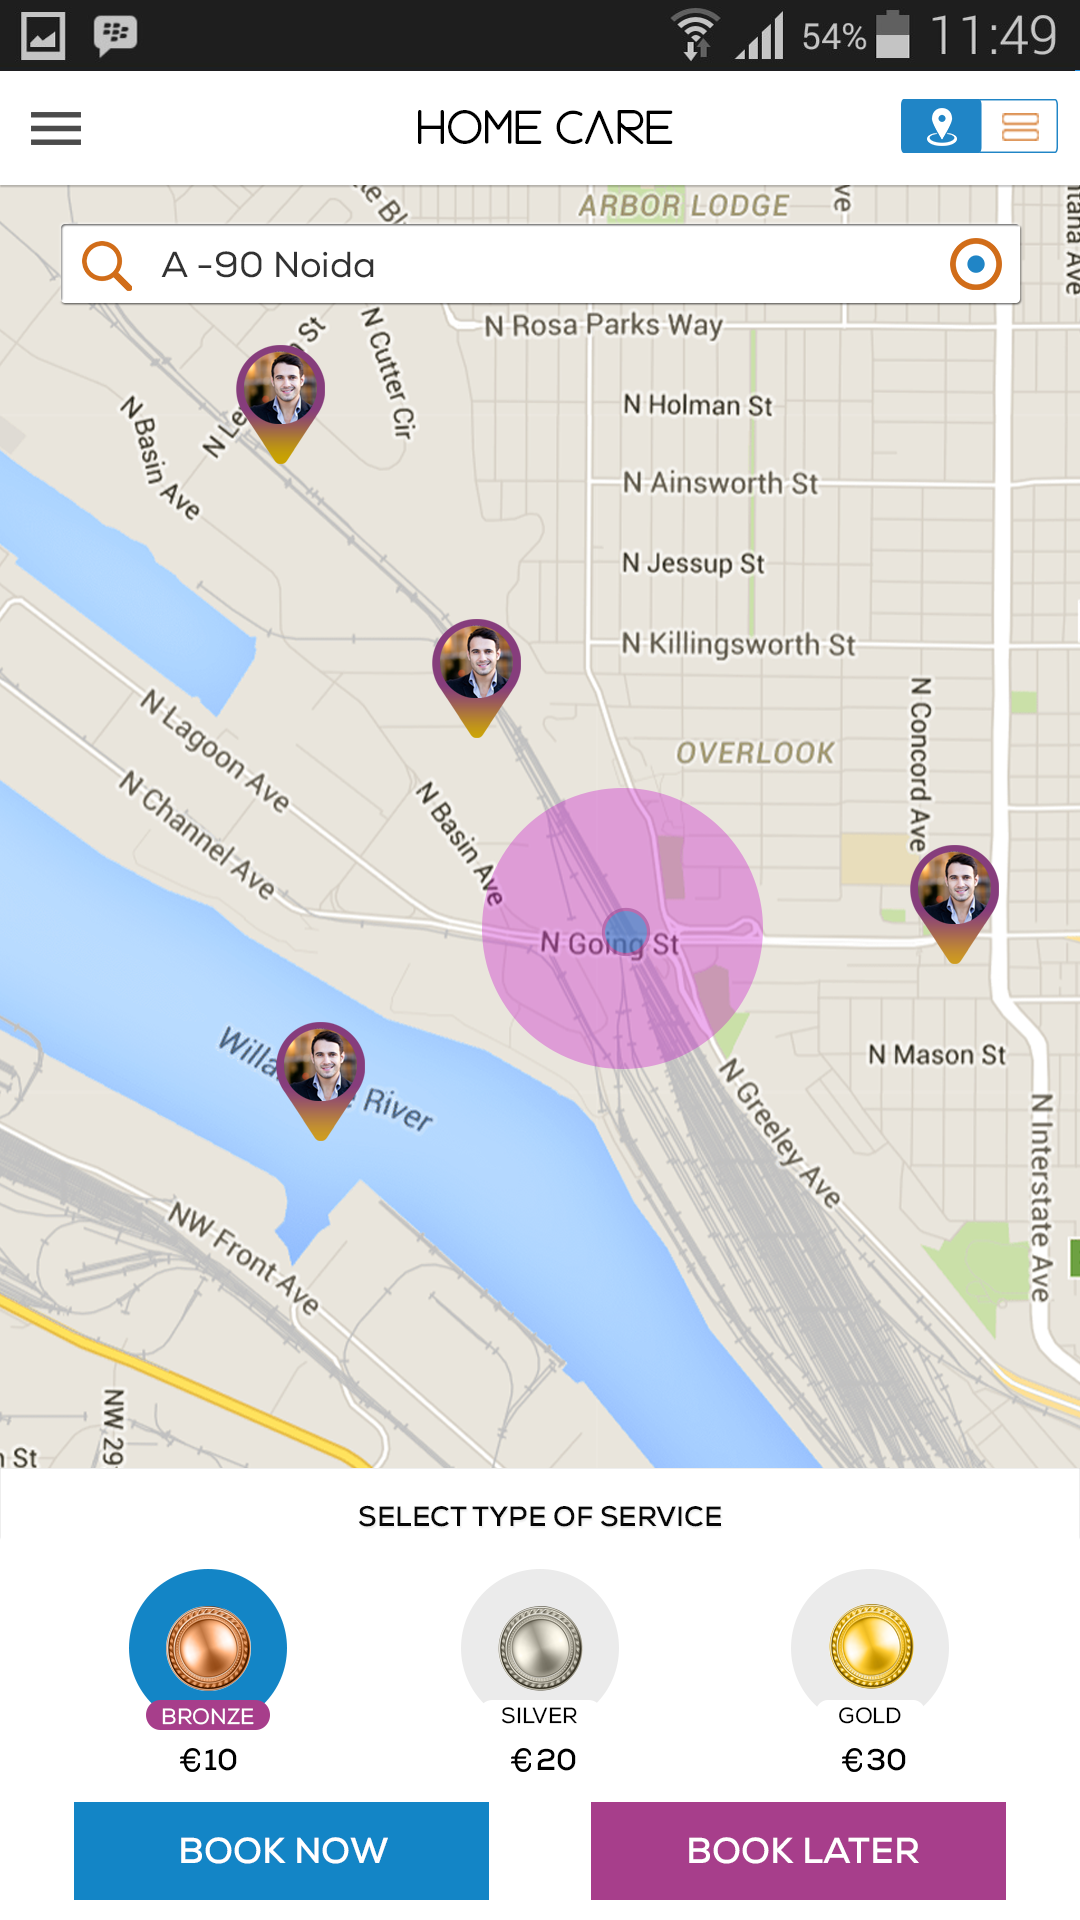 54% 11:49
HOME CARE
ARBOR LODGE
A -90 Noida
N Rosa Parks Way
N Cutter Cir
N Holman St
N Basin Ave
N Ainsworth St
N Jessup St
N Killingsworth St
N Concord Ave
N Lagoon Ave
OVERLOOK
N Channel Ave
N Basin Ave
N Going St
River
N Mason St
N Greeley Ave
N Interstate Ave
NW Front Ave
NW 29
St
SELECT TYPE OF SERVICE
BRONZE SILVER GOLD
€10 €20 €30
BOOK NOW BOOK LATER